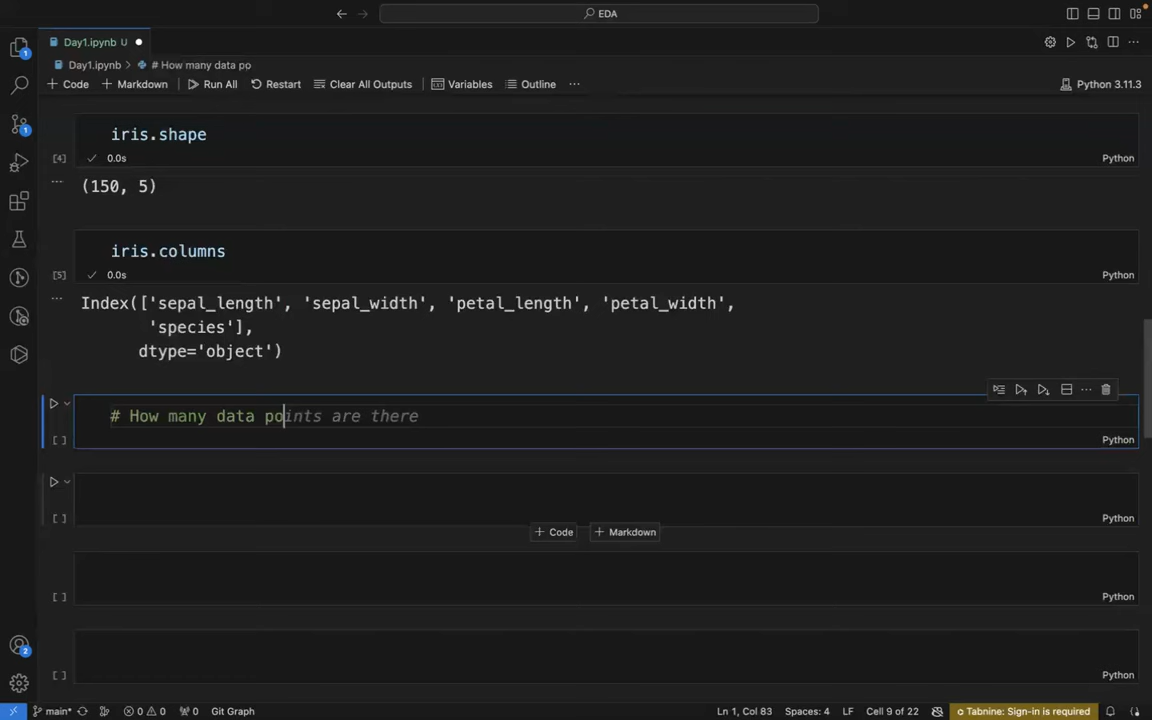 EDA
Day1.ipynb U
Day1.ipynb > # How many data po
+ Code + Markdown Run All Restart Clear All Outputs Variables Outline ... Python 3.11.3
iris.shape
[4] 0.0s Python
(150, 5)
iris.columns
[5] 0.0s Python
Index(['sepal_length', 'sepal_width', 'petal_length', 'petal_width',
'species'],
dtype='object')
# How many data points are there
[ ] Python
[ ] Python
+ Code + Markdown
[ ] Python
[ ] Python
main* 0 0 0 Git Graph Ln 1, Col 83 Spaces: 4 LF Cell 9 of 22 Tabnine: Sign-in is required
1
1
2